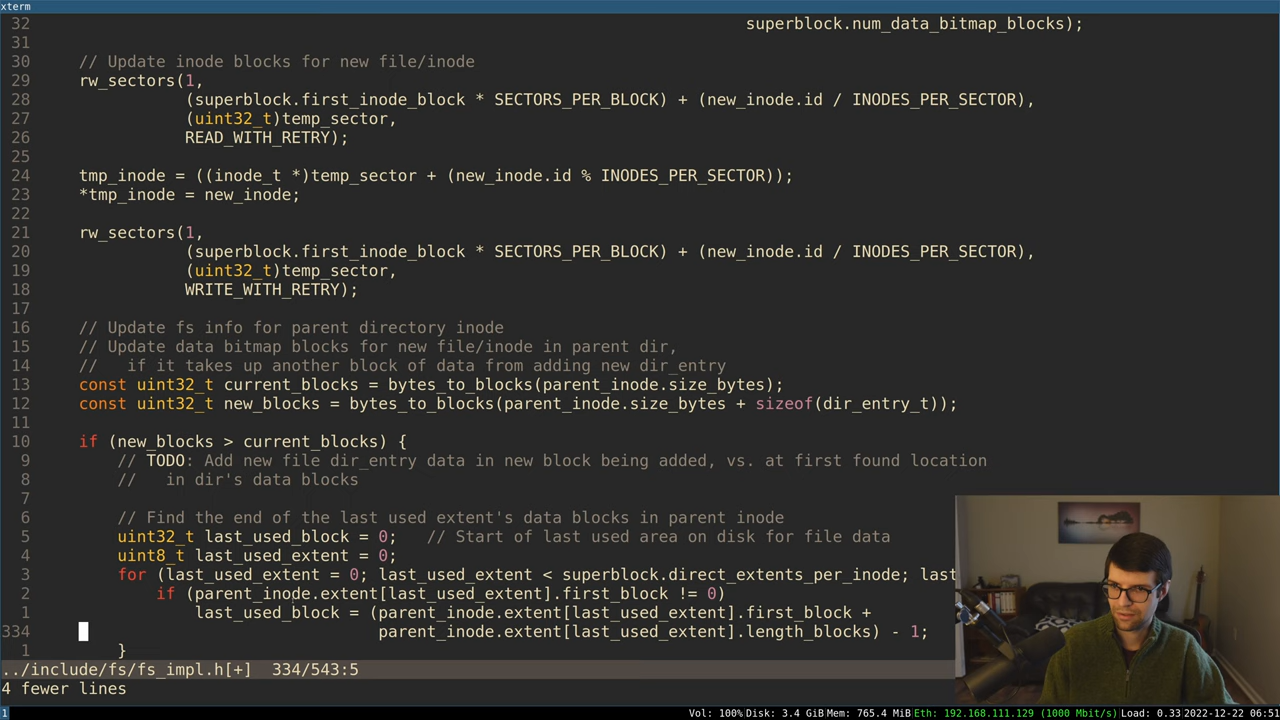 xterm
32 superblock.num_data_bitmap_blocks);
31
30 // Update inode blocks for new file/inode
29 rw_sectors(1,
28 (superblock.first_inode_block * SECTORS_PER_BLOCK) + (new_inode.id / INODES_PER_SECTOR),
27 (uint32_t)temp_sector,
26 READ_WITH_RETRY);
25
24 tmp_inode = ((inode_t *)temp_sector + (new_inode.id % INODES_PER_SECTOR));
23 *tmp_inode = new_inode;
22
21 rw_sectors(1,
20 (superblock.first_inode_block * SECTORS_PER_BLOCK) + (new_inode.id / INODES_PER_SECTOR),
19 (uint32_t)temp_sector,
18 WRITE_WITH_RETRY);
17
16 // Update fs info for parent directory inode
15 // Update data bitmap blocks for new file/inode in parent dir,
14 // if it takes up another block of data from adding new dir_entry
13 const uint32_t current_blocks = bytes_to_blocks(parent_inode.size_bytes);
12 const uint32_t new_blocks = bytes_to_blocks(parent_inode.size_bytes + sizeof(dir_entry_t));
11
10 if (new_blocks > current_blocks) {
9 // TODO: Add new file dir_entry data in new block being added, vs. at first found location
8 // in dir's data blocks
7
6 // Find the end of the last used extent's data blocks in parent inode
5 uint32_t last_used_block = 0; // Start of last used area on disk for file data
4 uint8_t last_used_extent = 0;
3 for (last_used_extent = 0; last_used_extent < superblock.direct_extents_per_inode; last
2 if (parent_inode.extent[last_used_extent].first_block != 0)
1 last_used_block = (parent_inode.extent[last_used_extent].first_block +
334 parent_inode.extent[last_used_extent].length_blocks) - 1;
1 }
../include/fs/fs_impl.h[+] 334/543:5
4 fewer lines
1 Vol: 100% Disk: 3.4 GiB Mem: 765.4 MiB Eth: 192.168.111.129 (1000 Mbit/s) Load: 0.33 2022-12-22 06:51